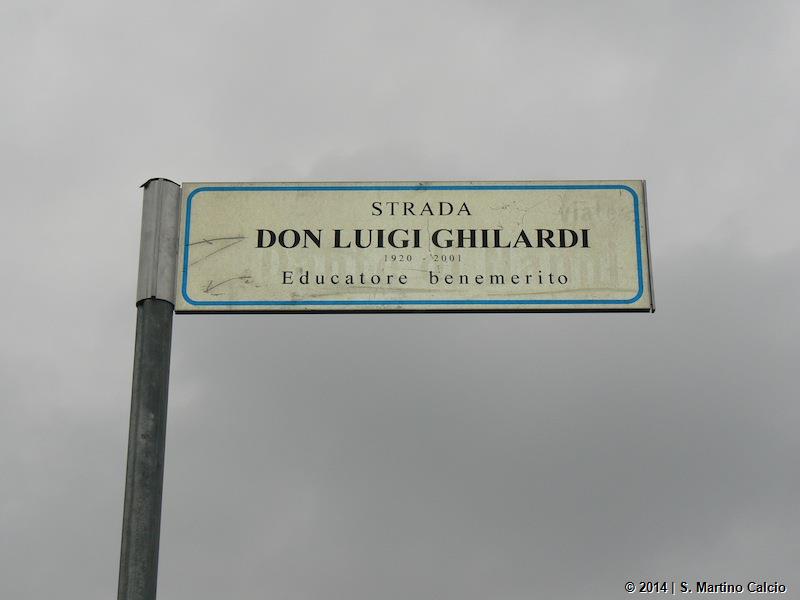 STRADA
DON LUIGI GHILARDI
1920 - 2001
Educatore benemerito
© 2014 | S. Martino Calcio